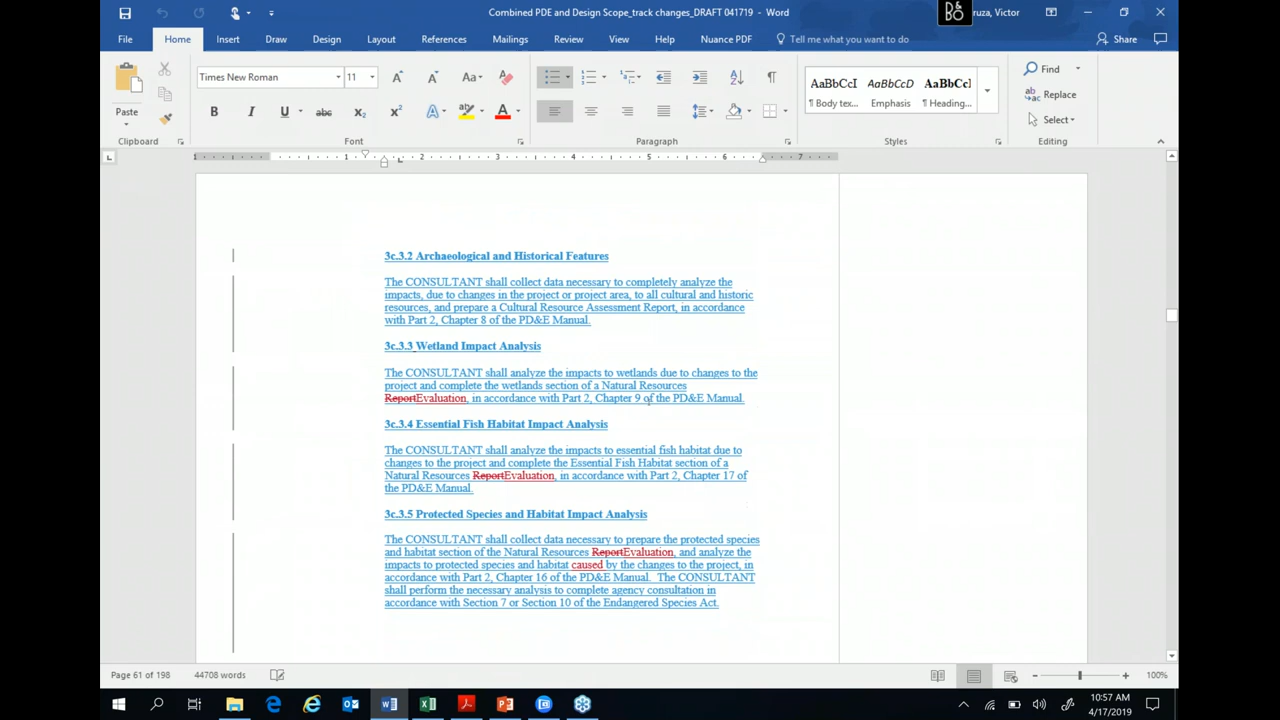 Combined PDE and Design Scope_track changes_DRAFT 041719 - Word
B&O
ruza, Victor
File Home Insert Draw Design Layout References Mailings Review View Help Nuance PDF Tell me what you want to do Share
Times New Roman 11 Aa
AaBbCcI AaBbCcD AaBbCcI
Find
Replace
Select
Paste
B I U abc x₂ x² A A
¶ Body tex... Emphasis ¶ Heading...
Clipboard Font Paragraph Styles Editing
1 1 2 3 4 5 6 7
3c.3.2 Archaeological and Historical Features
The CONSULTANT shall collect data necessary to completely analyze the
impacts, due to changes in the project or project area, to all cultural and historic
resources, and prepare a Cultural Resource Assessment Report, in accordance
with Part 2, Chapter 8 of the PD&E Manual.
3c.3.3 Wetland Impact Analysis
The CONSULTANT shall analyze the impacts to wetlands due to changes to the
project and complete the wetlands section of a Natural Resources
ReportEvaluation, in accordance with Part 2, Chapter 9 of the PD&E Manual.
3c.3.4 Essential Fish Habitat Impact Analysis
The CONSULTANT shall analyze the impacts to essential fish habitat due to
changes to the project and complete the Essential Fish Habitat section of a
Natural Resources ReportEvaluation, in accordance with Part 2, Chapter 17 of
the PD&E Manual.
3c.3.5 Protected Species and Habitat Impact Analysis
The CONSULTANT shall collect data necessary to prepare the protected species
and habitat section of the Natural Resources ReportEvaluation, and analyze the
impacts to protected species and habitat caused by the changes to the project, in
accordance with Part 2, Chapter 16 of the PD&E Manual. The CONSULTANT
shall perform the necessary analysis to complete agency consultation in
accordance with Section 7 or Section 10 of the Endangered Species Act.
Page 61 of 198 44708 words 100%
10:57 AM
4/17/2019